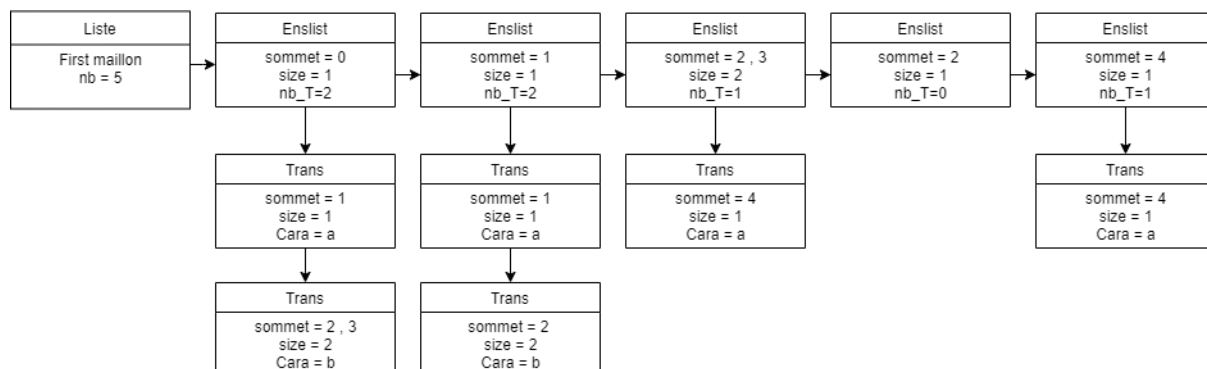 Liste
First maillon
nb = 5
Enslist
sommet = 0
size = 1
nb_T=2
Enslist
sommet = 1
size = 1
nb_T=2
Enslist
sommet = 2 , 3
size = 2
nb_T=1
Enslist
sommet = 2
size = 1
nb_T=0
Enslist
sommet = 4
size = 1
nb_T=1
Trans
sommet = 1
size = 1
Cara = a
Trans
sommet = 1
size = 1
Cara = a
Trans
sommet = 4
size = 1
Cara = a
Trans
sommet = 4
size = 1
Cara = a
Trans
sommet = 2 , 3
size = 2
Cara = b
Trans
sommet = 2
size = 2
Cara = b